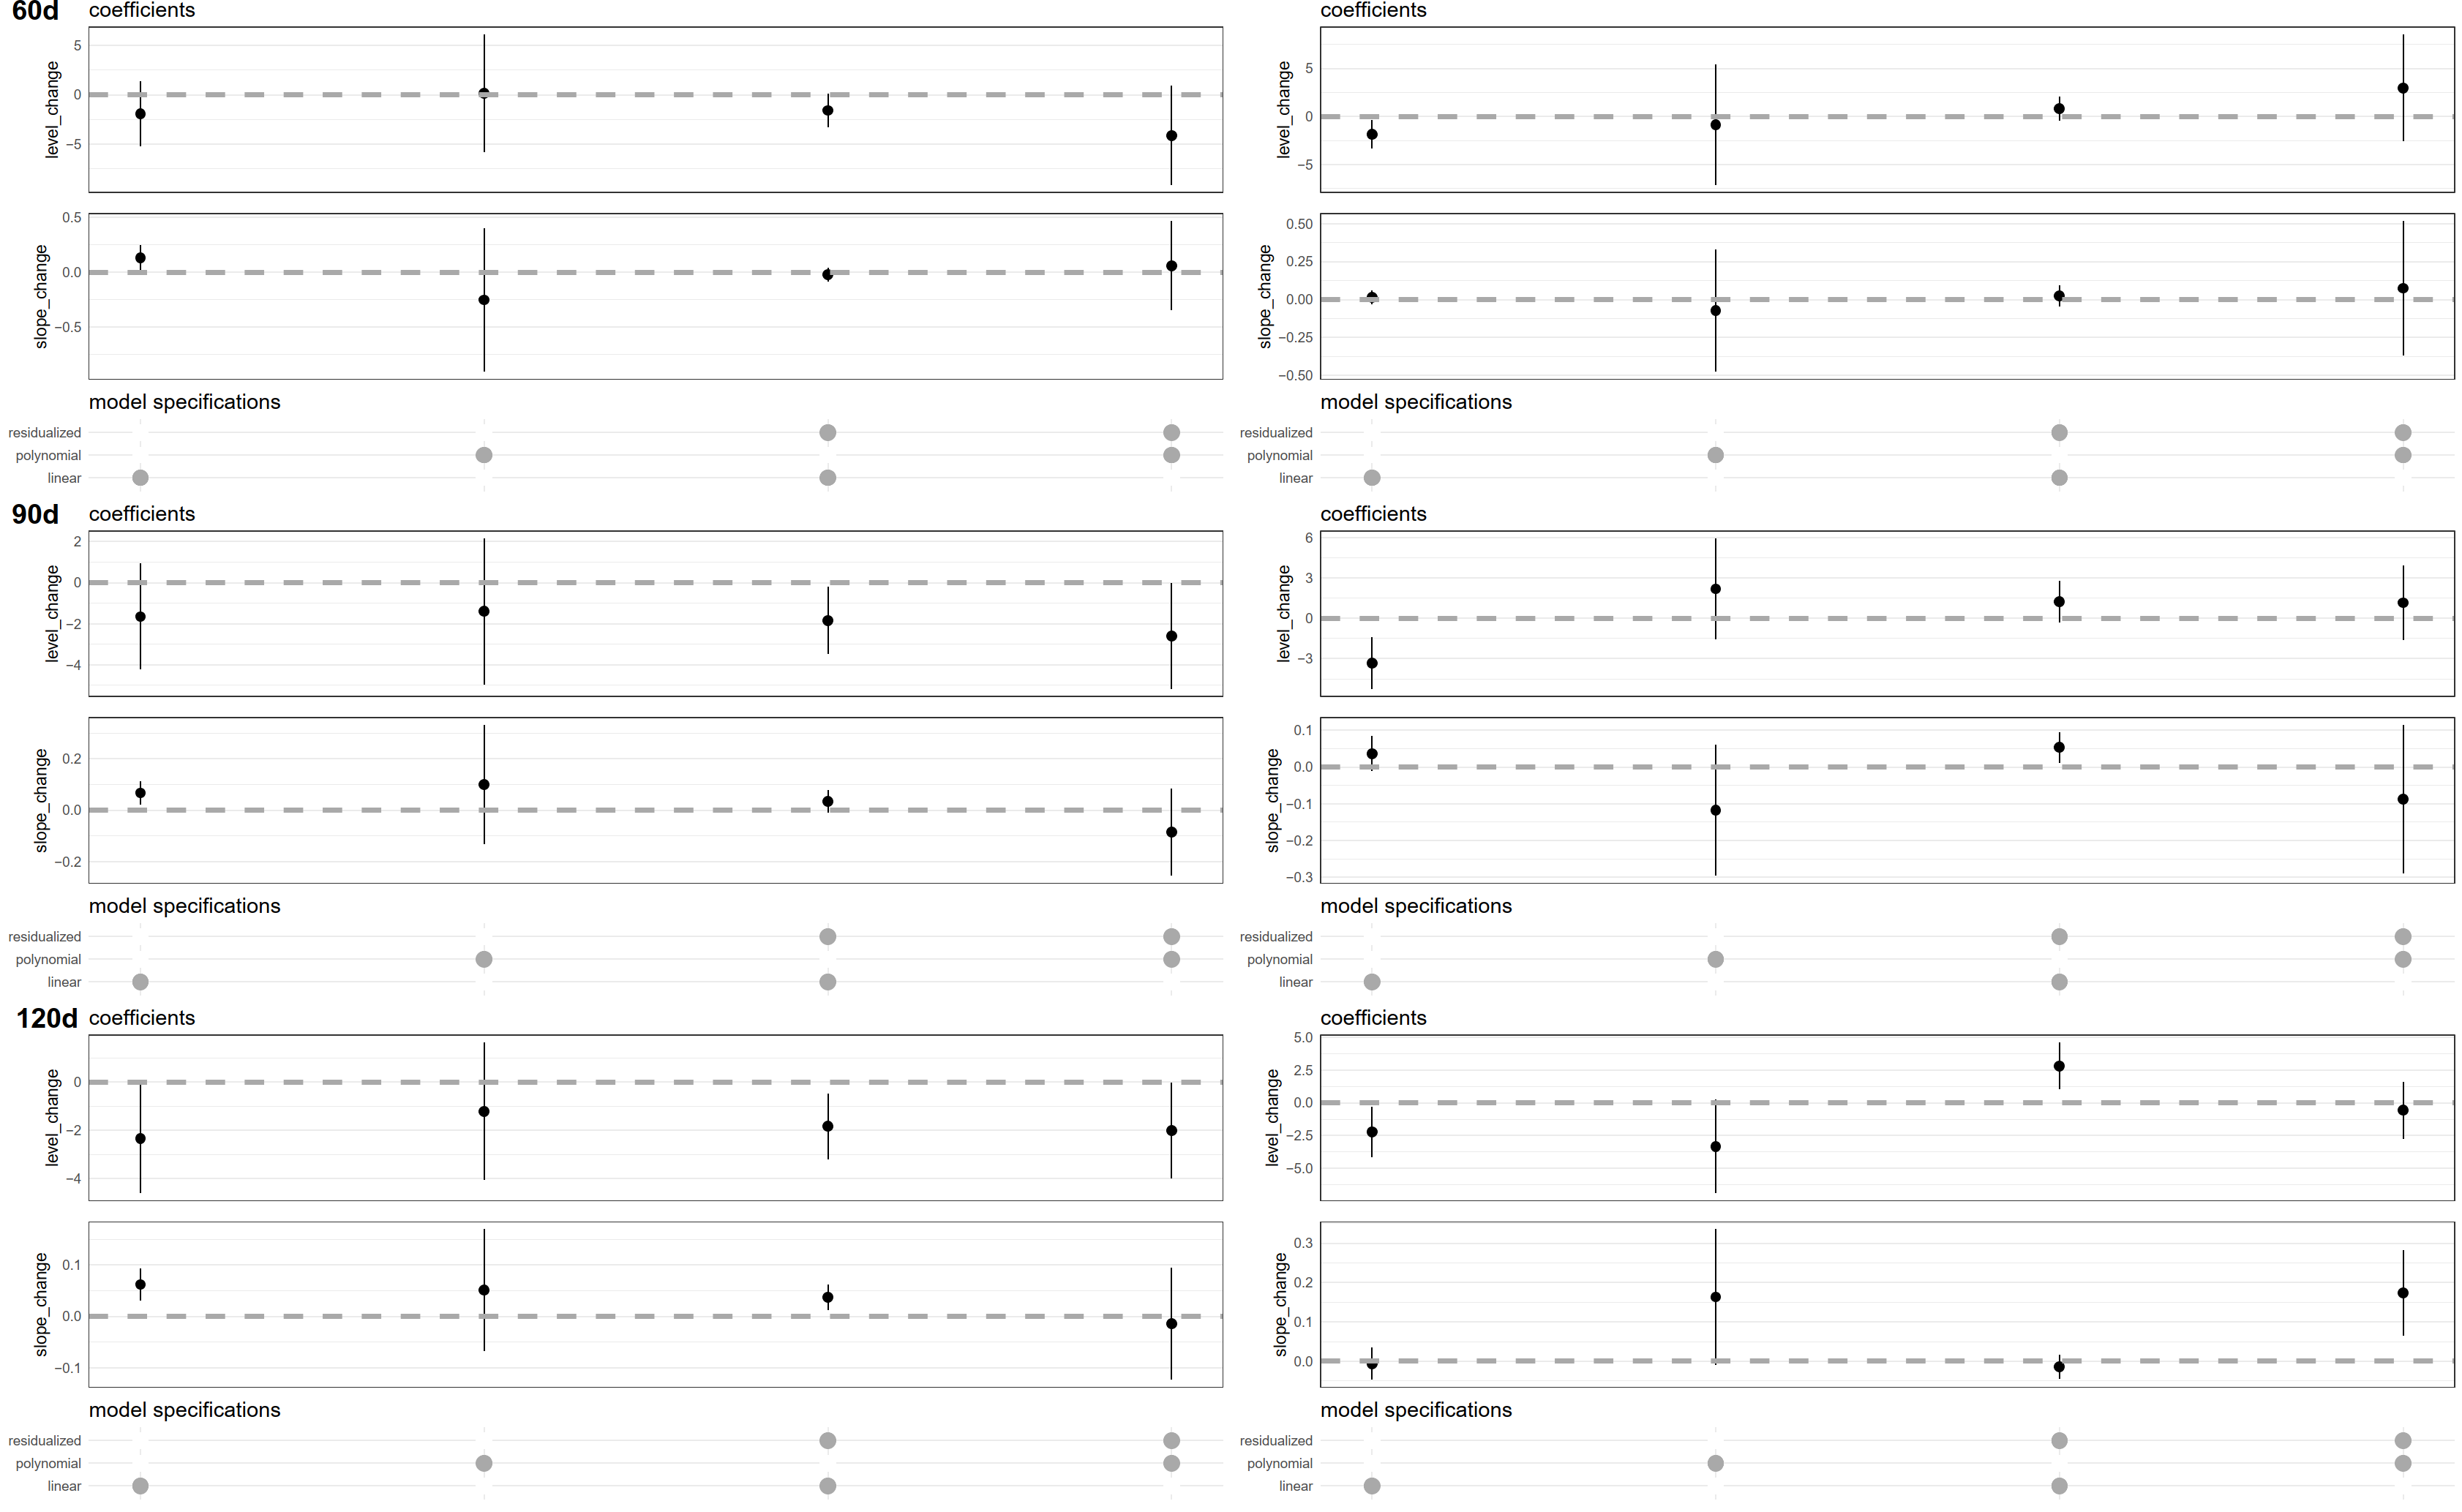 60d coefficients
level_change
5
0
−5
slope_change
0.5
0.0
−0.5
model specifications
residualized
polynomial
linear
coefficients
level_change
5
0
−5
slope_change
0.50
0.25
0.00
−0.25
−0.50
model specifications
residualized
polynomial
linear
90d coefficients
level_change
2
0
−2
−4
slope_change
0.2
0.0
−0.2
model specifications
residualized
polynomial
linear
coefficients
level_change
6
3
0
−3
slope_change
0.1
0.0
−0.1
−0.2
−0.3
model specifications
residualized
polynomial
linear
120d coefficients
level_change
0
−2
−4
slope_change
0.1
0.0
−0.1
model specifications
residualized
polynomial
linear
coefficients
level_change
5.0
2.5
0.0
−2.5
−5.0
slope_change
0.3
0.2
0.1
0.0
model specifications
residualized
polynomial
linear